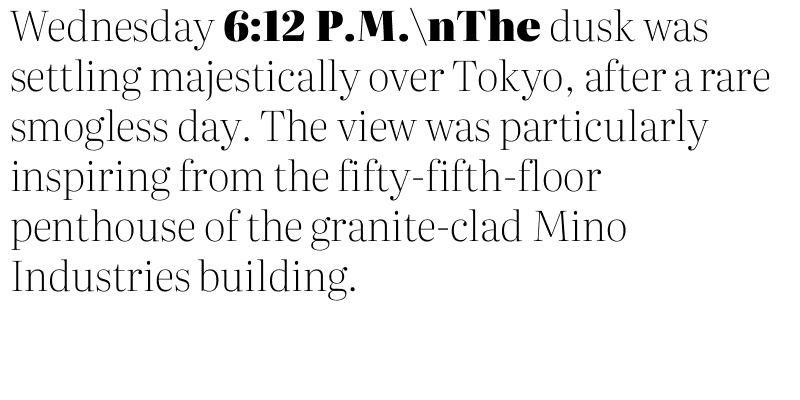 Wednesday 6:12 P.M.\nThe dusk was
settling majestically over Tokyo, after a rare
smogless day. The view was particularly
inspiring from the fifty-fifth-floor
penthouse of the granite-clad Mino
Industries building.